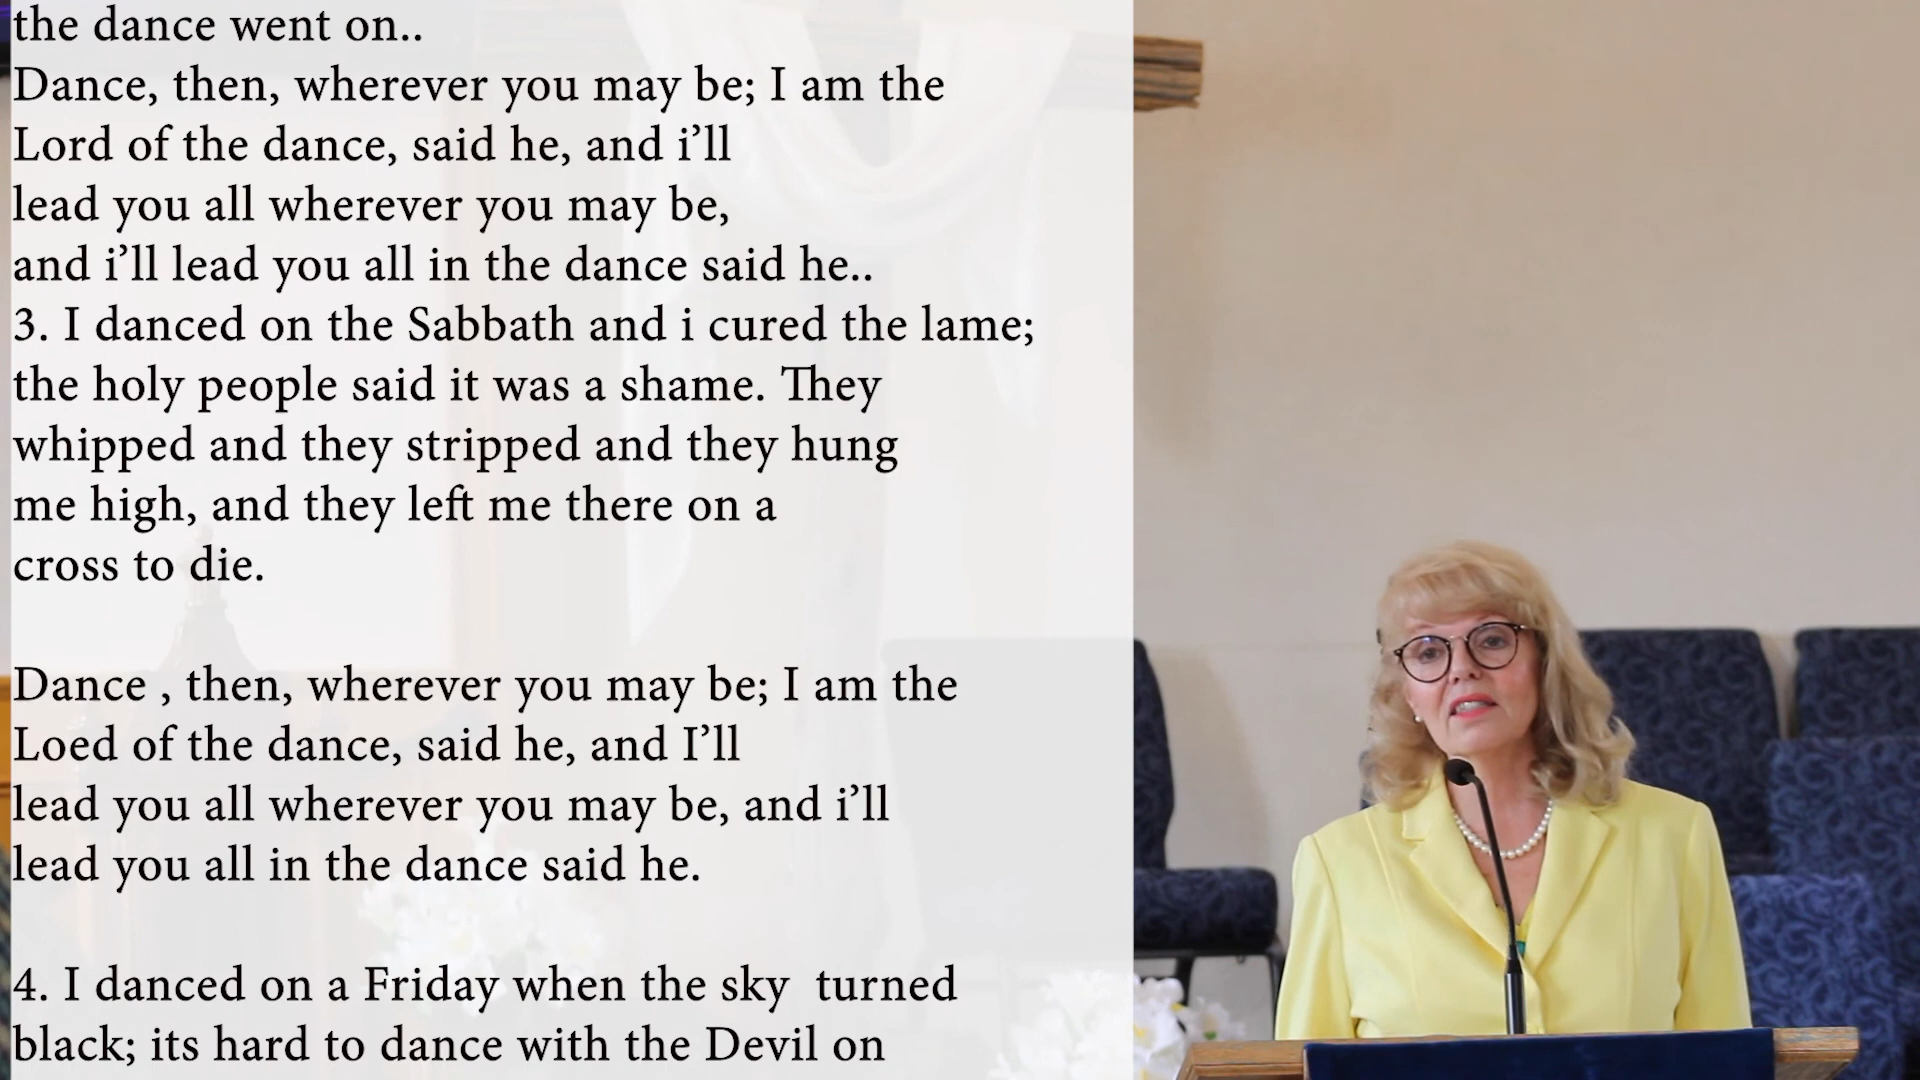 the dance went on..
Dance, then, wherever you may be; I am the
Lord of the dance, said he, and i’ll
lead you all wherever you may be,
and i’ll lead you all in the dance said he..
3. I danced on the Sabbath and i cured the lame;
the holy people said it was a shame. They
whipped and they stripped and they hung
me high, and they left me there on a
cross to die.
Dance , then, wherever you may be; I am the
Loed of the dance, said he, and I’ll
lead you all wherever you may be, and i’ll
lead you all in the dance said he.
4. I danced on a Friday when the sky  turned
black; its hard to dance with the Devil on